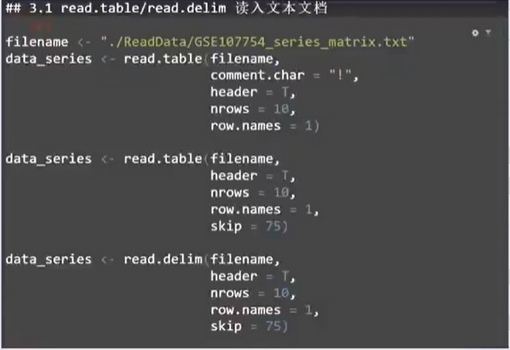 ## 3.1 read.table/read.delim 读入文本文档
filename <- "./ReadData/GSE107754_series_matrix.txt"
data_series <- read.table(filename,
comment.char = "!",
header = T,
nrows = 10,
row.names = 1)
data_series <- read.table(filename,
header = T,
nrows = 10,
row.names = 1,
skip = 75)
data_series <- read.delim(filename,
header = T,
nrows = 10,
row.names = 1,
skip = 75)